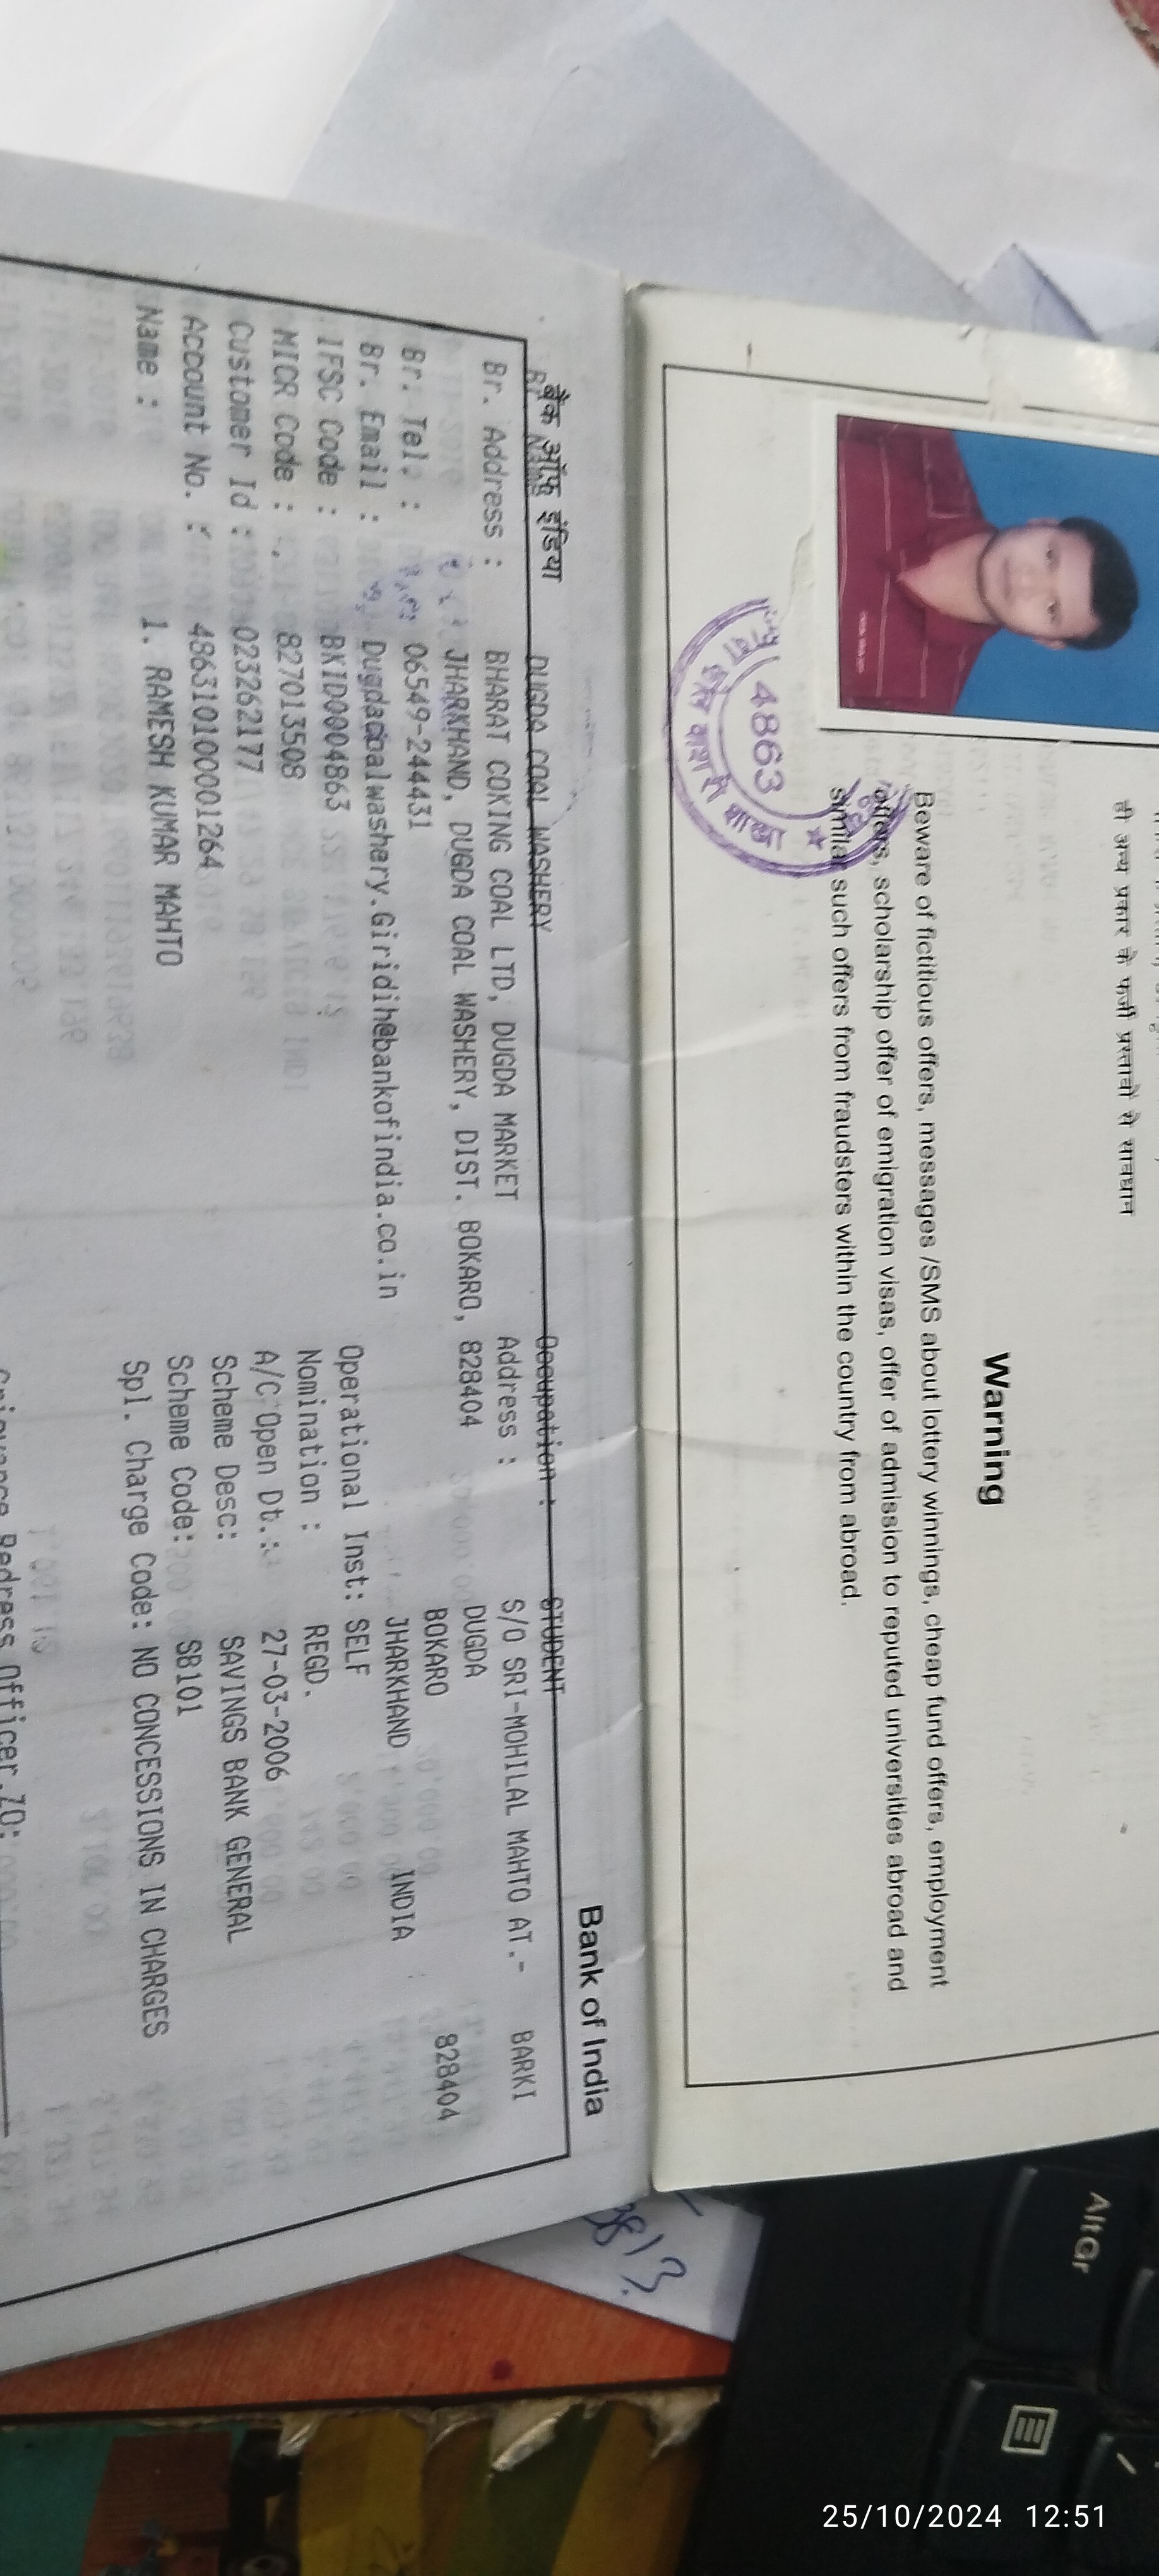 ही अन्य प्रकार के फर्जी प्रस्तावों से सावधान
Warning
Beware of fictitious offers, messages /SMS about lottery winnings, cheap fund offers, employment
offers, scholarship offer of emigration visas, offer of admission to reputed universities abroad and
similar such offers from fraudsters within the country from abroad.
4863
शाखा
बैंक ऑफ इंडिया
Bank of India
Br. Name
DUGDA COAL WASHERY
Occupation : STUDENT
Br. Address : BHARAT COKING COAL LTD, DUGDA MARKET
JHARKHAND, DUGDA COAL WASHERY, DIST. BOKARO, 828404
Br. Tel. : 06549-244431
Br. Email : Dugdacoalwashery.Giridih@bankofindia.co.in
IFSC Code : BKID0004863
MICR Code : 827013508
Customer Id : 023262177
Account No. : 486310100001264
Name : 1. RAMESH KUMAR MAHTO
Address : S/O SRI-MOHILAL MAHTO AT.- BARKI
DUGDA
BOKARO 828404
JHARKHAND INDIA
Operational Inst: SELF
Nomination : REGD.
A/C Open Dt.: 27-03-2006
Scheme Desc: SAVINGS BANK GENERAL
Scheme Code: SB101
Spl. Charge Code: NO CONCESSIONS IN CHARGES
Redress Officer,ZO:
3813
AltGr
25/10/2024 12:51